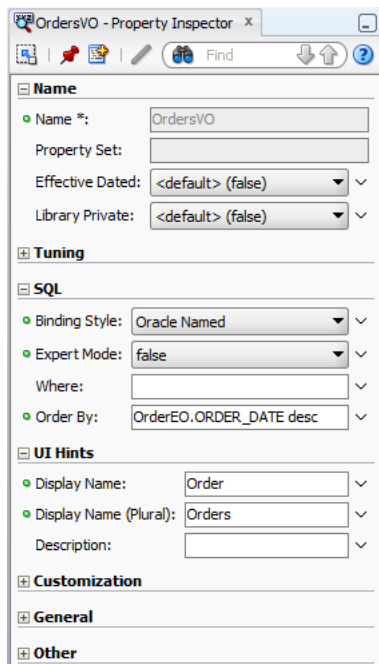 OrdersVO - Property Inspector x
Find
Name
Name *: OrdersVO
Property Set:
Effective Dated: <default> (false)
Library Private: <default> (false)
Tuning
SQL
Binding Style: Oracle Named
Expert Mode: false
Where:
Order By: OrderEO.ORDER_DATE desc
UI Hints
Display Name: Order
Display Name (Plural): Orders
Description:
Customization
General
Other